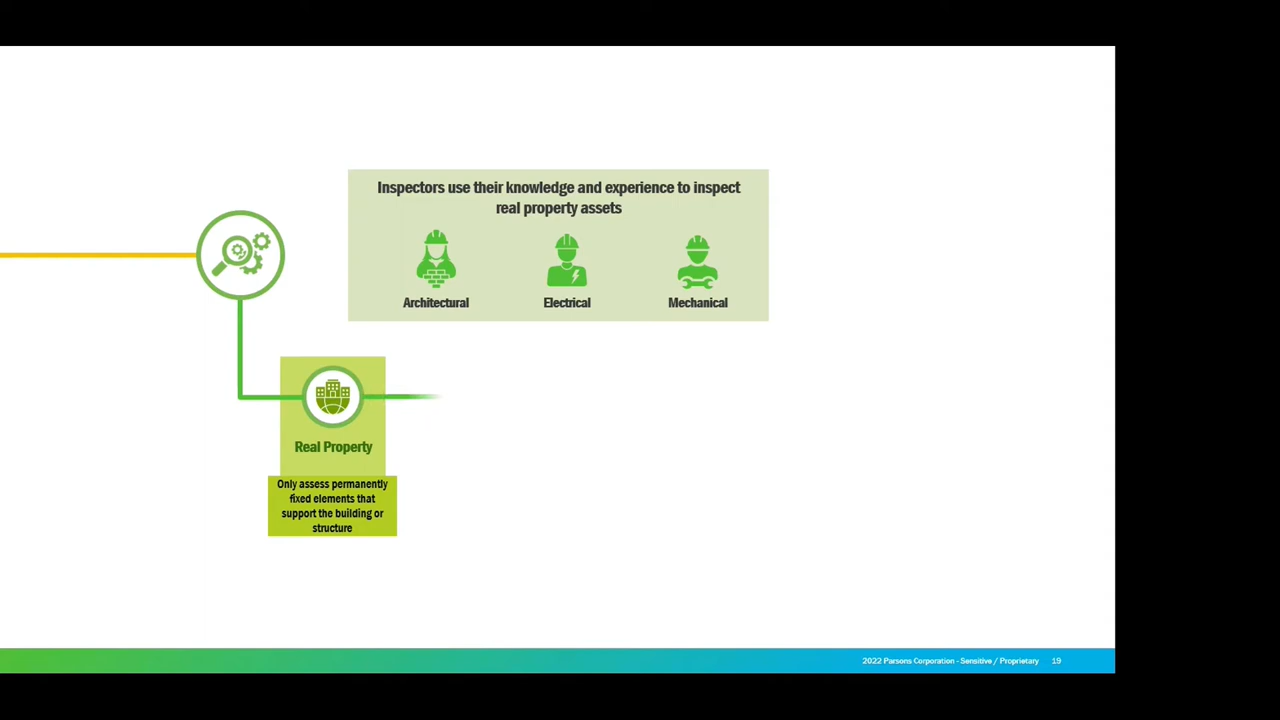 Inspectors use their knowledge and experience to inspect
real property assets
Architectural
Electrical
Mechanical
Real Property
Only assess permanently
fixed elements that
support the building or
structure
2022 Parsons Corporation - Sensitive / Proprietary 19